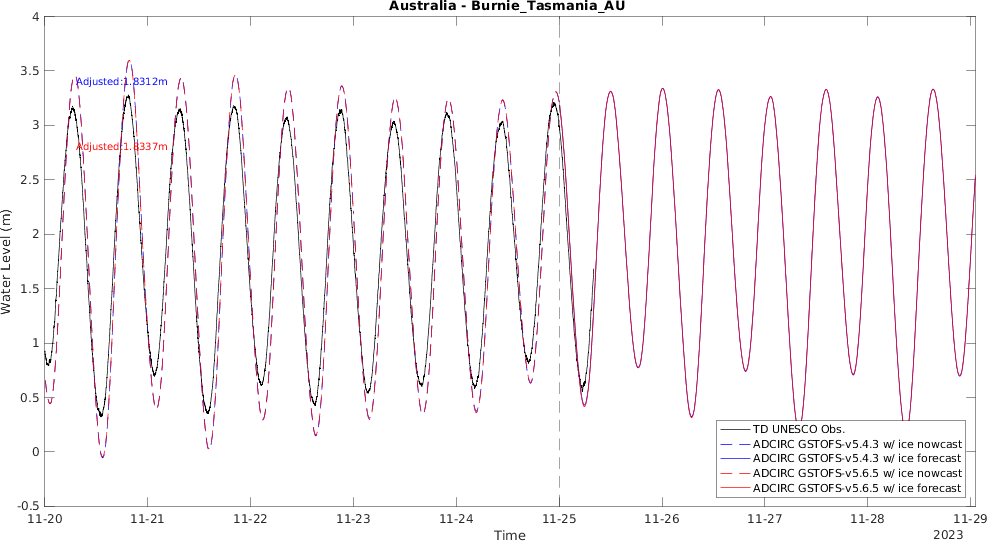 Australia - Burnie_Tasmania_AU
4
3.5
3
2.5
2
1.5
1
0.5
0
-0.5
Water Level (m)
Adjusted:1.8312m
Adjusted:1.8337m
TD UNESCO Obs.
ADCIRC GSTOFS-v5.4.3 w/ ice nowcast
ADCIRC GSTOFS-v5.4.3 w/ ice forecast
ADCIRC GSTOFS-v5.6.5 w/ ice nowcast
ADCIRC GSTOFS-v5.6.5 w/ ice forecast
11-20 11-21 11-22 11-23 11-24 11-25 11-26 11-27 11-28 11-29
Time
2023